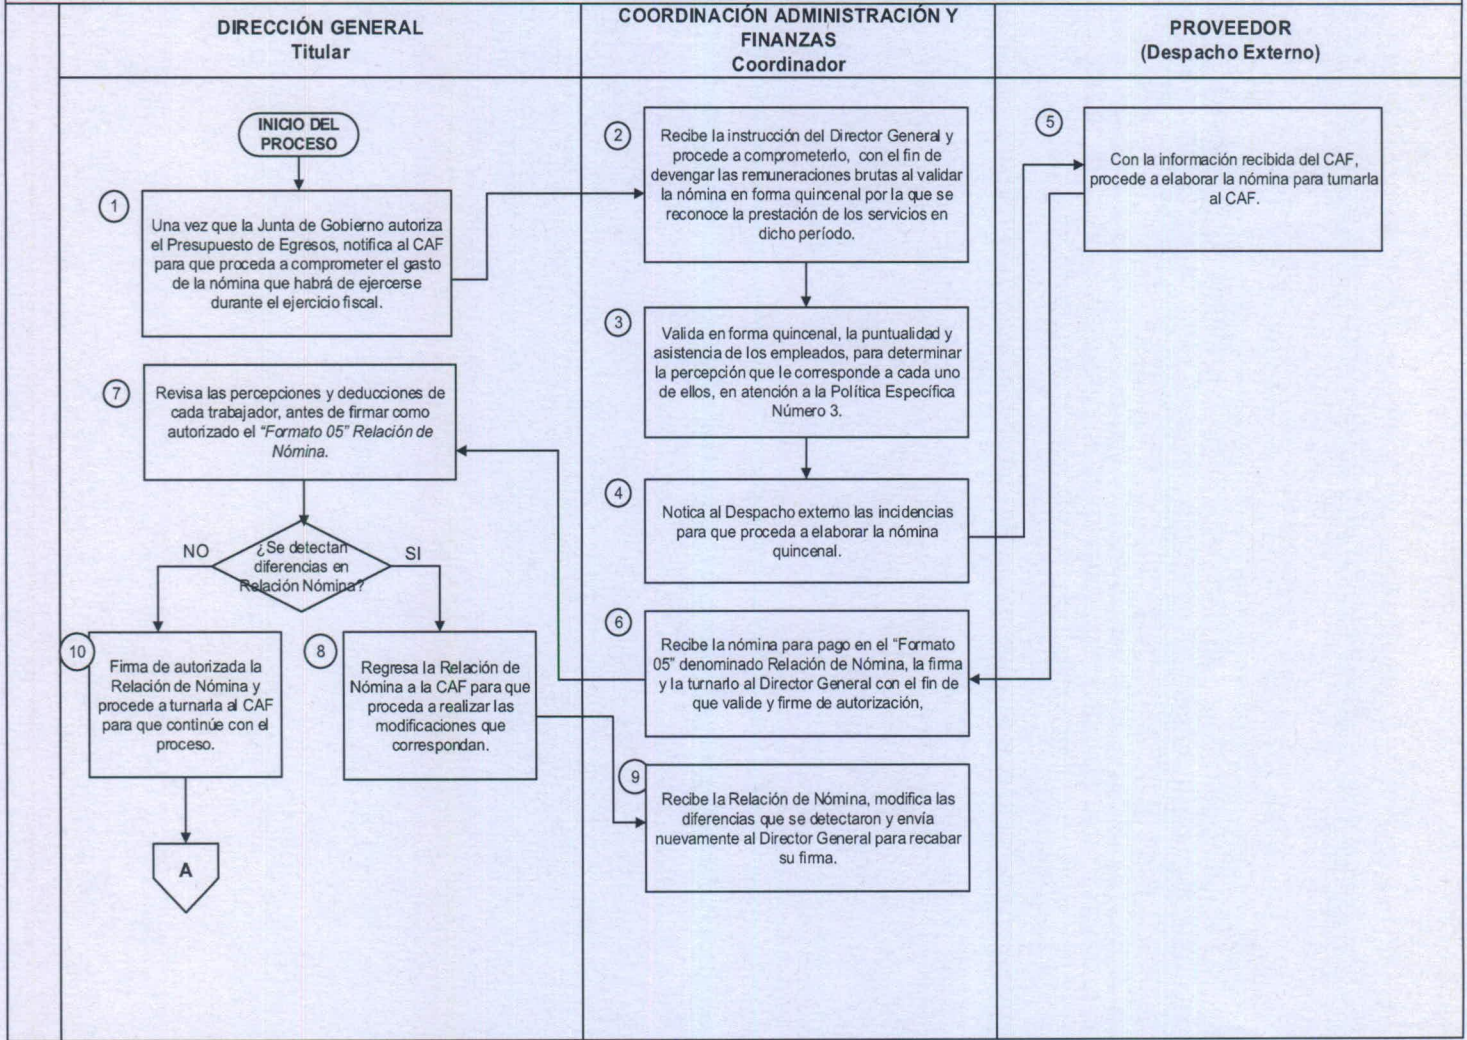 DIRECCIÓN GENERAL
Titular
COORDINACIÓN ADMINISTRACIÓN Y
FINANZAS
Coordinador
PROVEEDOR
(Despacho Externo)
INICIO DEL
PROCESO
1
Una vez que la Junta de Gobierno autoriza
el Presupuesto de Egresos, notifica al CAF
para que proceda a comprometer el gasto
de la nómina que habrá de ejercerse
durante el ejercicio fiscal.
2
Recibe la instrucción del Director General y
procede a comprometerlo, con el fin de
devengar las remuneraciones brutas al validar
la nómina en forma quincenal por la que se
reconoce la prestación de los servicios en
dicho período.
3
Valida en forma quincenal, la puntualidad y
asistencia de los empleados, para determinar
la percepción que le corresponde a cada uno
de ellos, en atención a la Política Específica
Número 3.
4
Notica al Despacho externo las incidencias
para que proceda a elaborar la nómina
quincenal.
5
Con la información recibida del CAF,
procede a elaborar la nómina para turnarla
al CAF.
6
Recibe la nómina para pago en el “Formato
05” denominado Relación de Nómina, la firma
y la turnarlo al Director General con el fin de
que valide y firme de autorización,
7
Revisa las percepciones y deducciones de
cada trabajador, antes de firmar como
autorizado el “Formato 05” Relación de
Nómina.
¿Se detectan
diferencias en
Relación Nómina?
NO
SI
8
Regresa la Relación de
Nómina a la CAF para que
proceda a realizar las
modificaciones que
correspondan.
9
Recibe la Relación de Nómina, modifica las
diferencias que se detectaron y envía
nuevamente al Director General para recabar
su firma.
10
Firma de autorizada la
Relación de Nómina y
procede a turnarla al CAF
para que continúe con el
proceso.
A